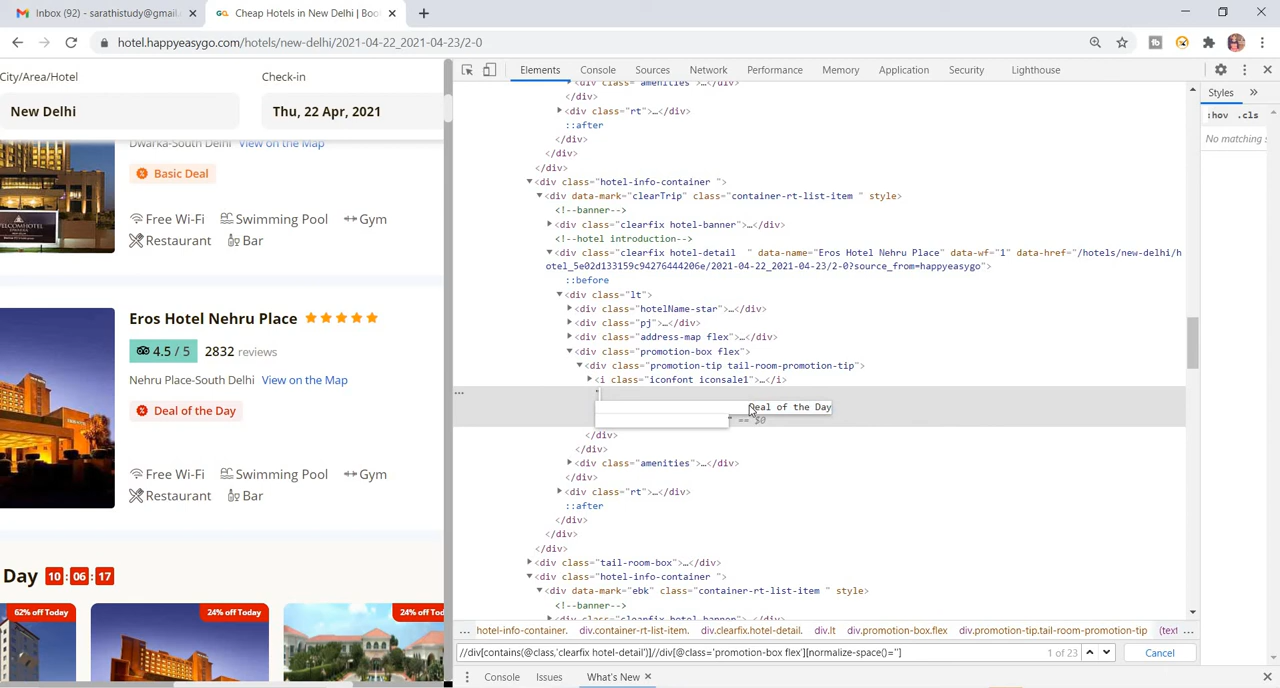 Inbox (92) - sarathistudy@gmail.
Cheap Hotels in New Delhi | Boo
hotel.happyeasygo.com/hotels/new-delhi/2021-04-22_2021-04-23/2-0
City/Area/Hotel
Check-in
New Delhi
Thu, 22 Apr, 2021
Dwarka-South Delhi View on the Map
Basic Deal
Free Wi-Fi Swimming Pool Gym
Restaurant Bar
Eros Hotel Nehru Place
4.5 / 5 2832 reviews
Nehru Place-South Delhi View on the Map
Deal of the Day
Free Wi-Fi Swimming Pool Gym
Restaurant Bar
Day 10 : 06 : 17
62% off Today
24% off Today
24% off Tod
Elements Console Sources Network Performance Memory Application Security Lighthouse
<div class="amenities">…</div>
</div>
<div class="rt">…</div>
::after
</div>
</div>
</div>
<div class="hotel-info-container ">
<div data-mark="clearTrip" class="container-rt-list-item " style>
<!--banner-->
<div class="clearfix hotel-banner">…</div>
<!--hotel introduction-->
<div class="clearfix hotel-detail  " data-name="Eros Hotel Nehru Place" data-wf="1" data-href="/hotels/new-delhi/h
otel_5e02d133159c94276444206e/2021-04-22_2021-04-23/2-0?source_from=happyeasygo">
::before
<div class="lt">
<div class="hotelName-star">…</div>
<div class="pj">…</div>
<div class="address-map flex">…</div>
<div class="promotion-box flex">
<div class="promotion-tip tail-room-promotion-tip">
<i class="iconfont iconsale1">…</i>
"
Deal of the Day
" == $0
</div>
</div>
<div class="amenities">…</div>
</div>
<div class="rt">…</div>
::after
</div>
</div>
</div>
<div class="tail-room-box">…</div>
<div class="hotel-info-container ">
<div data-mark="ebk" class="container-rt-list-item " style>
<!--banner-->
<div class="clearfix hotel-banner">…</div>
… hotel-info-container. div.container-rt-list-item. div.clearfix.hotel-detail. div.lt div.promotion-box.flex div.promotion-tip.tail-room-promotion-tip (text …
//div[contains(@class,'clearfix hotel-detail')]//div[@class='promotion-box flex'][normalize-space()='']
1 of 23
Cancel
Console Issues What's New
Styles
:hov .cls
No matching s